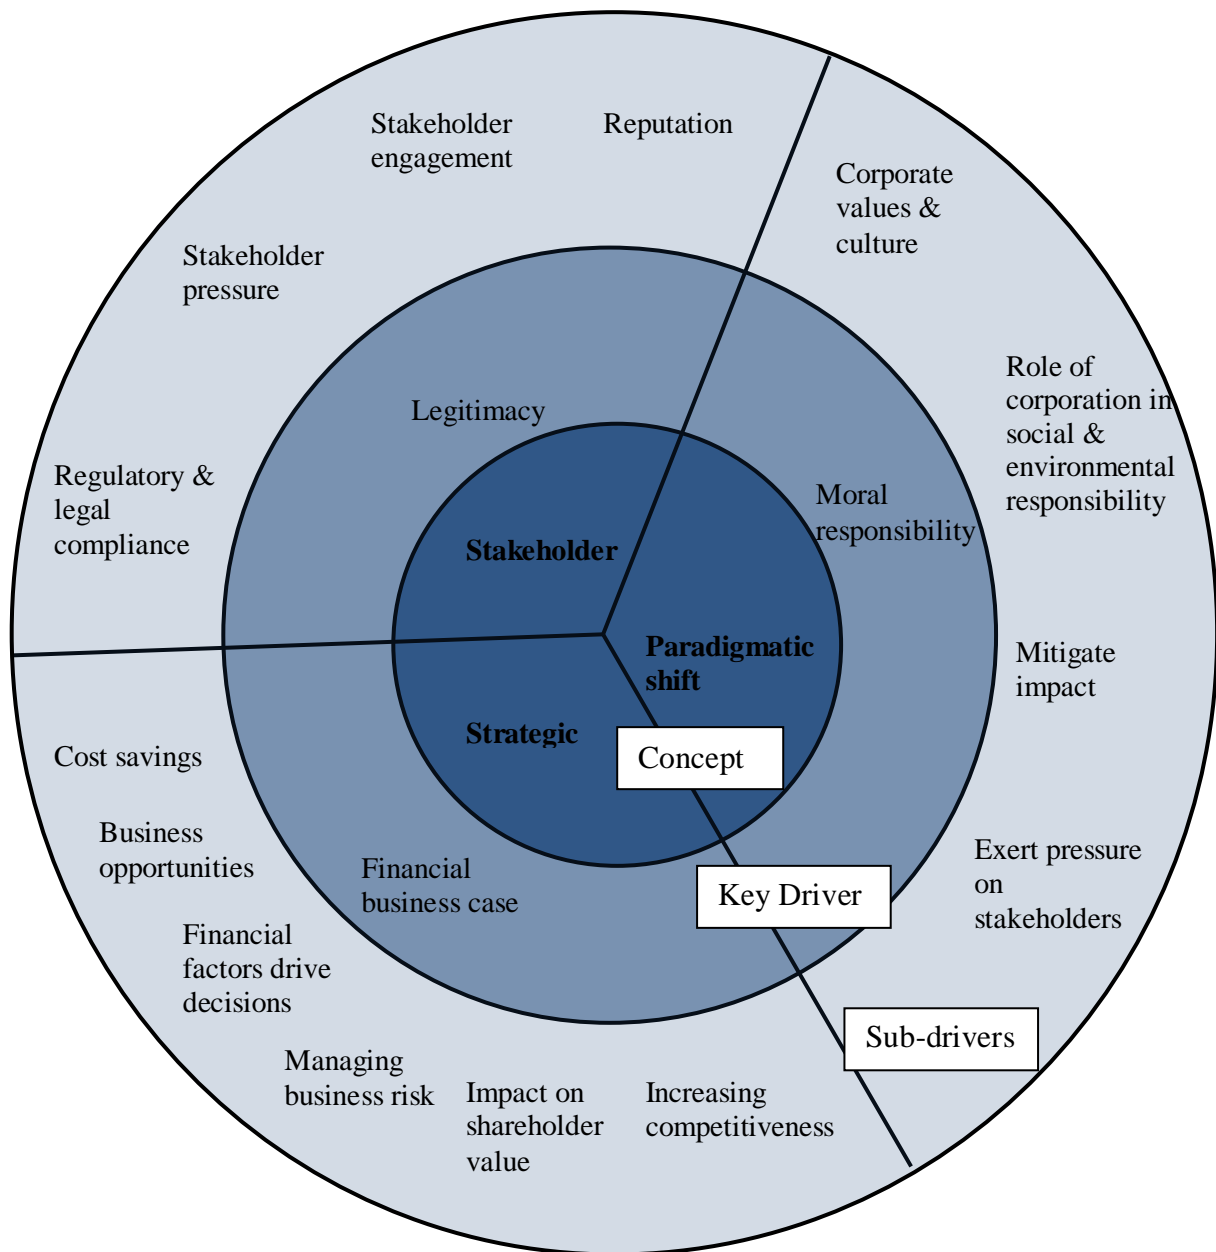 Stakeholder
engagement
Reputation
Corporate
values &
culture
Stakeholder
pressure
Role of
corporation in
social &
environmental
responsibility
Legitimacy
Regulatory &
legal
compliance
Moral
responsibility
Stakeholder
Paradigmatic
shift
Mitigate
impact
Strategic
Concept
Cost savings
Business
opportunities
Financial
business case
Key Driver
Exert pressure
on
stakeholders
Financial
factors drive
decisions
Sub-drivers
Managing
business risk
Impact on
shareholder
value
Increasing
competitiveness